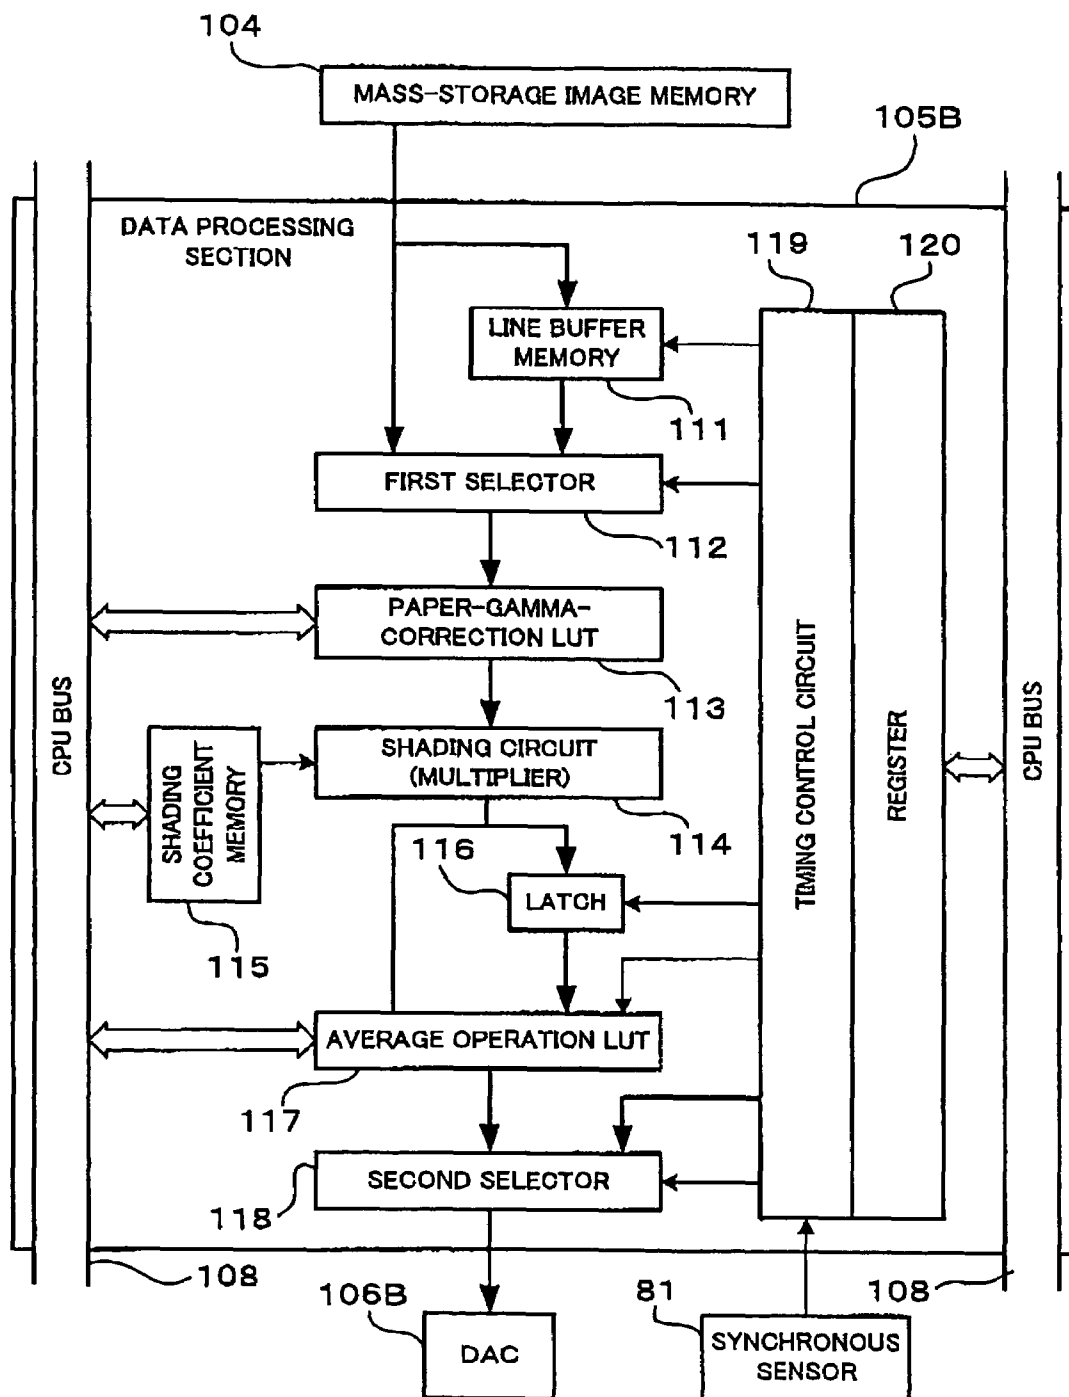 104
MASS-STORAGE IMAGE MEMORY
105B
DATA PROCESSING
SECTION
119
120
LINE BUFFER
MEMORY
111
FIRST SELECTOR
112
PAPER-GAMMA-
CORRECTION LUT
113
CPU BUS
TIMING CONTROL CIRCUIT
REGISTER
CPU BUS
SHADING
COEFFICIENT
MEMORY
SHADING CIRCUIT
(MULTIPLIER)
114
116
LATCH
115
AVERAGE OPERATION LUT
117
SECOND SELECTOR
118
108
106B
81
108
DAC
SYNCHRONOUS
SENSOR